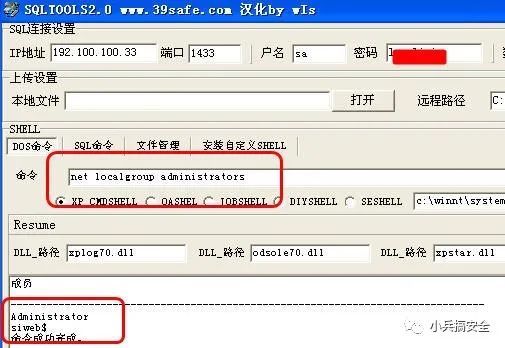 SQLTOOLS2.0 www.39safe.com 汉化by wIs
SQL连接设置
IP地址 192.100.100.33 端口 1433 户名 sa 密码
上传设置
本地文件 打开 远程路径 C:
SHELL
DOS命令 SQL命令 文件管理 安装自定义SHELL
命令 net localgroup administrators
XP_CMDSHELL OASHEL JOBSHELL DIYSHELL SESHELL c:\winnt\system
Resume
DLL_路径 xplog70.dll DLL_路径 odsole70.dll DLL_路径 xpstar.dll
成员
-------------------------------------------------------------------------------
Administrator
siweb$
命令成功完成。
小兵搞安全